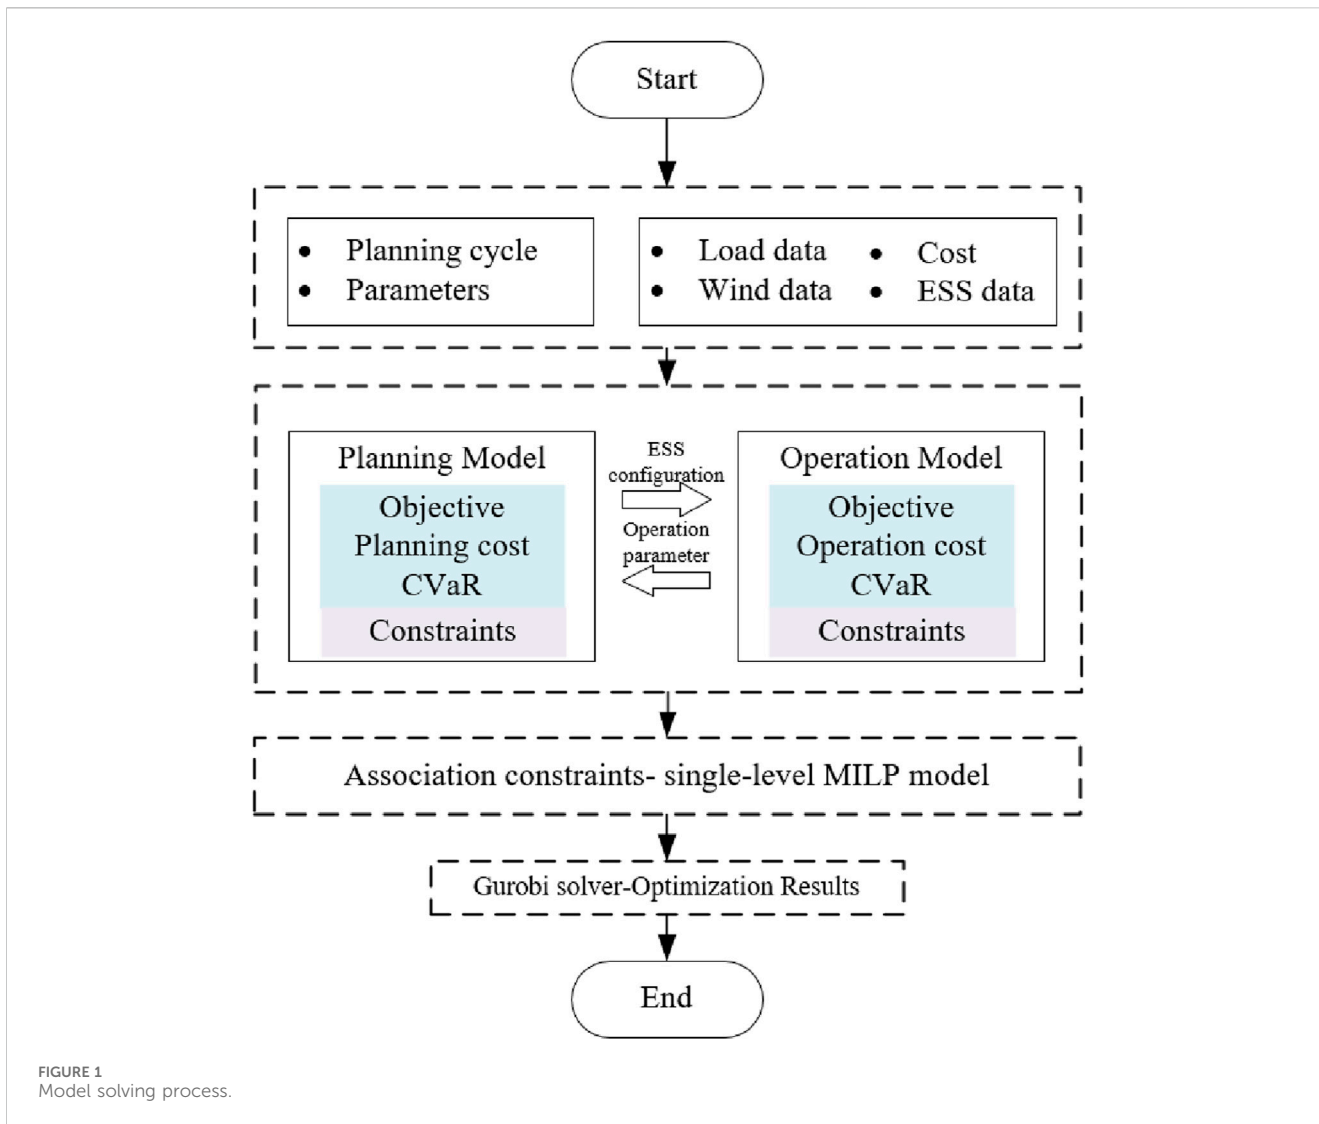 Start
Planning cycle
Parameters
Load data
Wind data
Cost
ESS data
Planning Model
Objective
Planning cost
CVaR
Constraints
ESS
configuration
Operation
parameter
Operation Model
Objective
Operation cost
CVaR
Constraints
Association constraints- single-level MILP model
Gurobi solver-Optimization Results
End
FIGURE 1
Model solving process.